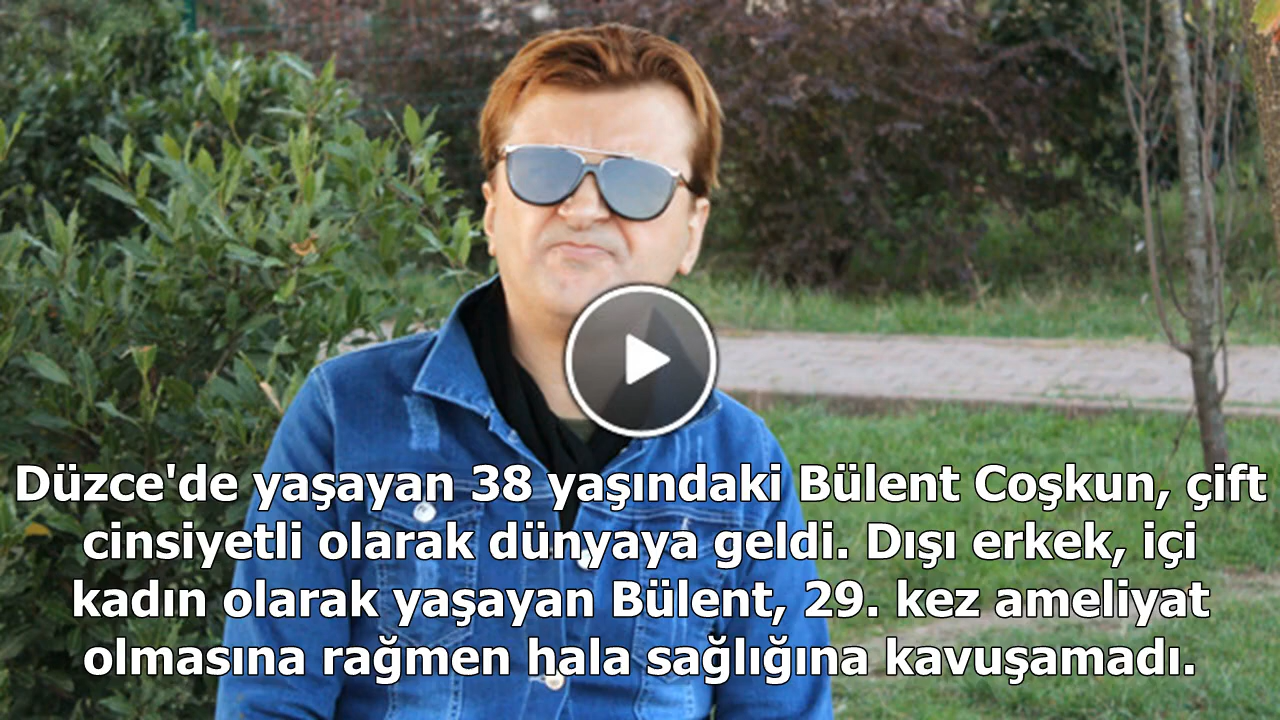 Düzce'de yaşayan 38 yaşındaki Bülent Coşkun, çift
cinsiyetli olarak dünyaya geldi. Dışı erkek, içi
kadın olarak yaşayan Bülent, 29. kez ameliyat
olmasına rağmen hala sağlığına kavuşamadı.